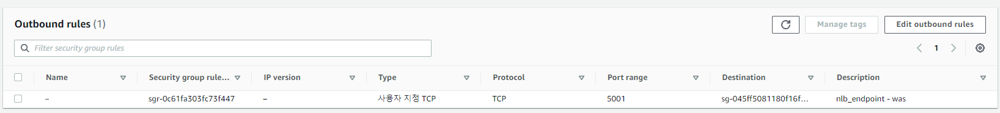 Outbound rules (1)
Manage tags
Edit outbound rules
Filter security group rules
1
Name Security group rule... IP version Type Protocol Port range Destination Description
– sgr-0c61fa303fc73f447 – 사용자 지정 TCP TCP 5001 sg-045ff5081180f16f... nlb_endpoint - was